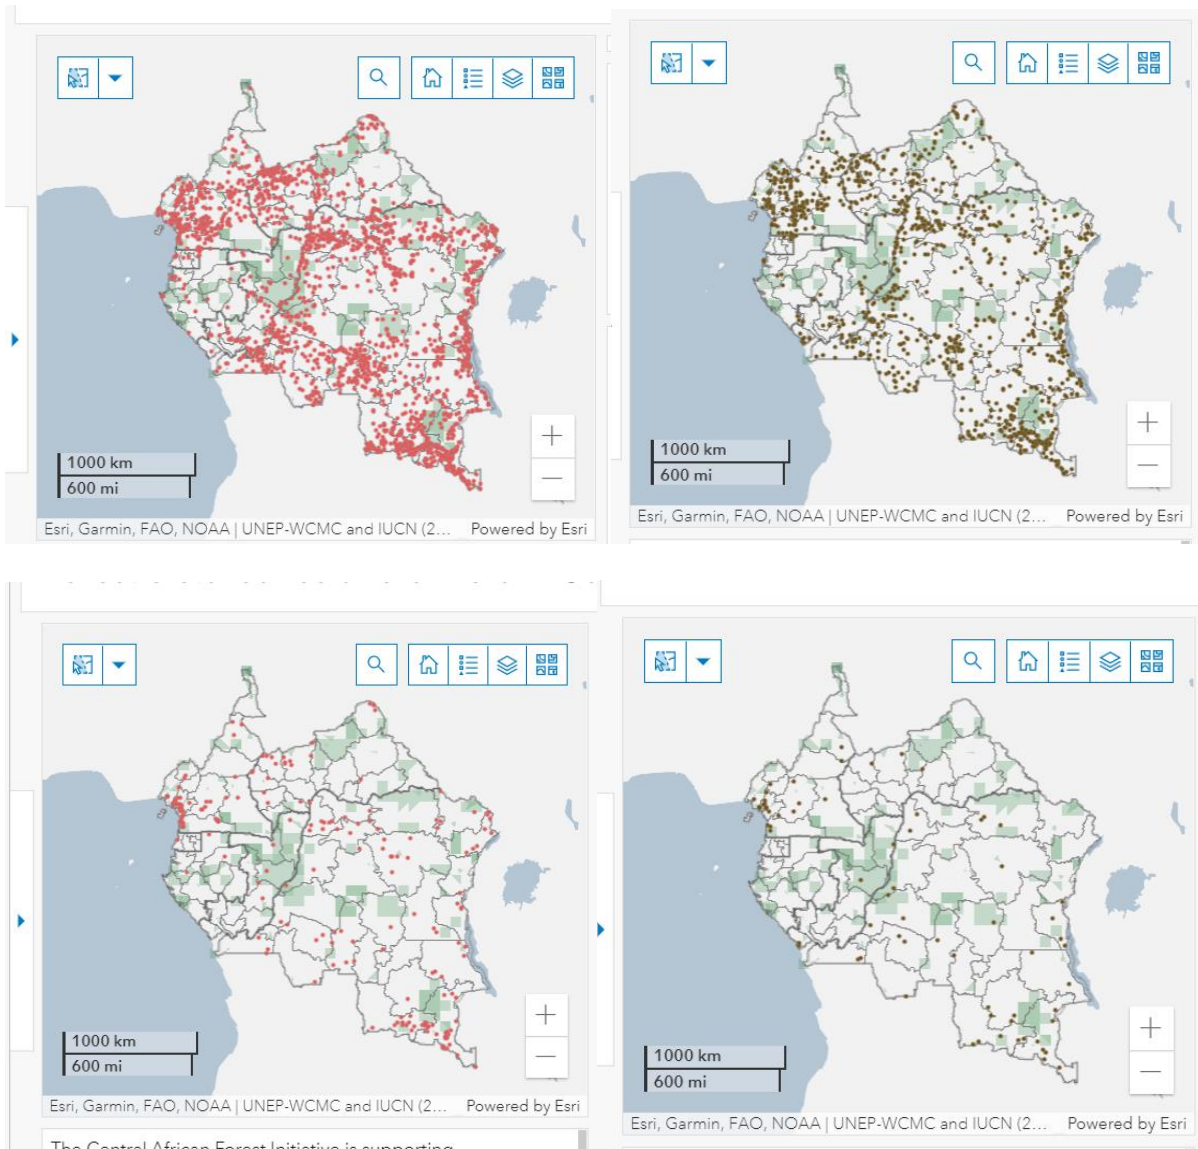 1000 km
600 mi
Esri, Garmin, FAO, NOAA | UNEP-WCMC and IUCN (2... Powered by Esri
1000 km
600 mi
Esri, Garmin, FAO, NOAA | UNEP-WCMC and IUCN (2... Powered by Esri
1000 km
600 mi
Esri, Garmin, FAO, NOAA | UNEP-WCMC and IUCN (2... Powered by Esri
The Central African Forest Initiative is supporting
1000 km
600 mi
Esri, Garmin, FAO, NOAA | UNEP-WCMC and IUCN (2... Powered by Esri